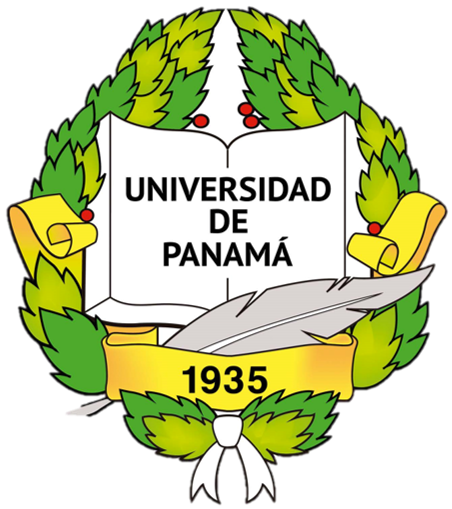 UNIVERSIDAD
DE
PANAMÁ
1935